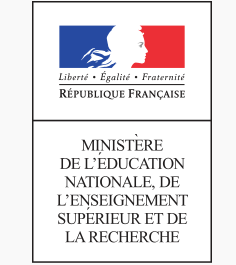 Liberté • Égalité • Fraternité
RÉPUBLIQUE FRANÇAISE
MINISTÈRE
DE L'ÉDUCATION
NATIONALE, DE
L'ENSEIGNEMENT
SUPÉRIEUR ET DE
LA RECHERCHE